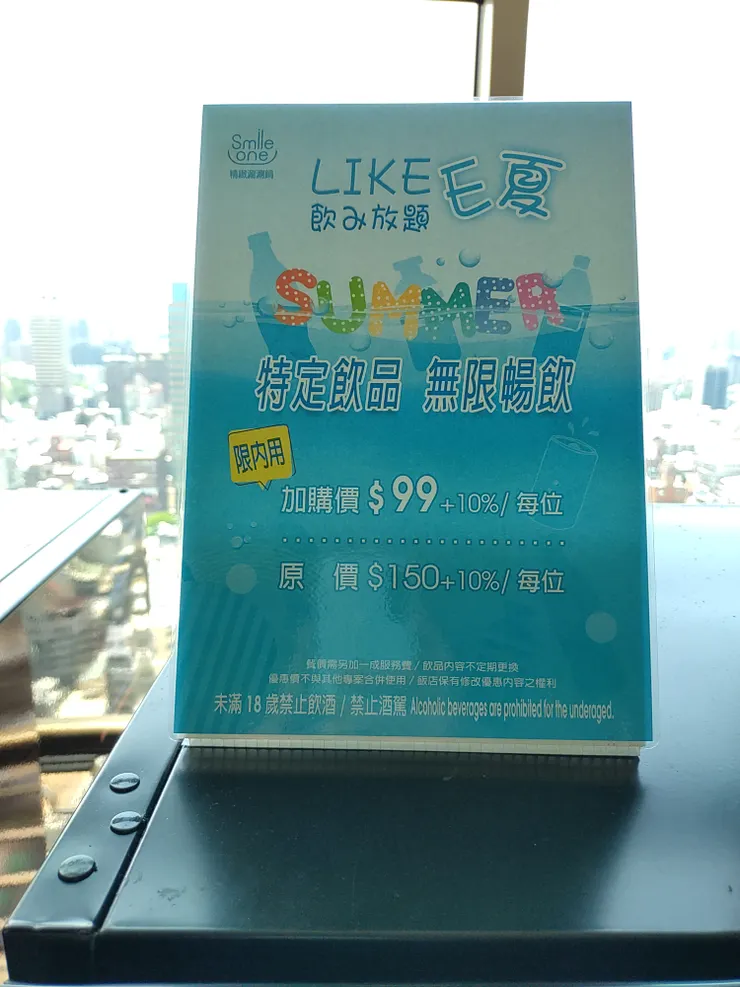 Smile
one
精緻涮涮鍋
LIKE E夏
飲み放題
SUMMER
特定飲品 無限暢飲
限內用
加購價 $99+10%/每位
原 價 $150+10%/每位
餐價需另加一成服務費 / 飲品內容不定期更換
優惠價不與其他專案合併使用 / 飯店保有修改優惠內容之權利
未滿 18 歲禁止飲酒 / 禁止酒駕 Alcoholic beverages are prohibited for the underaged.